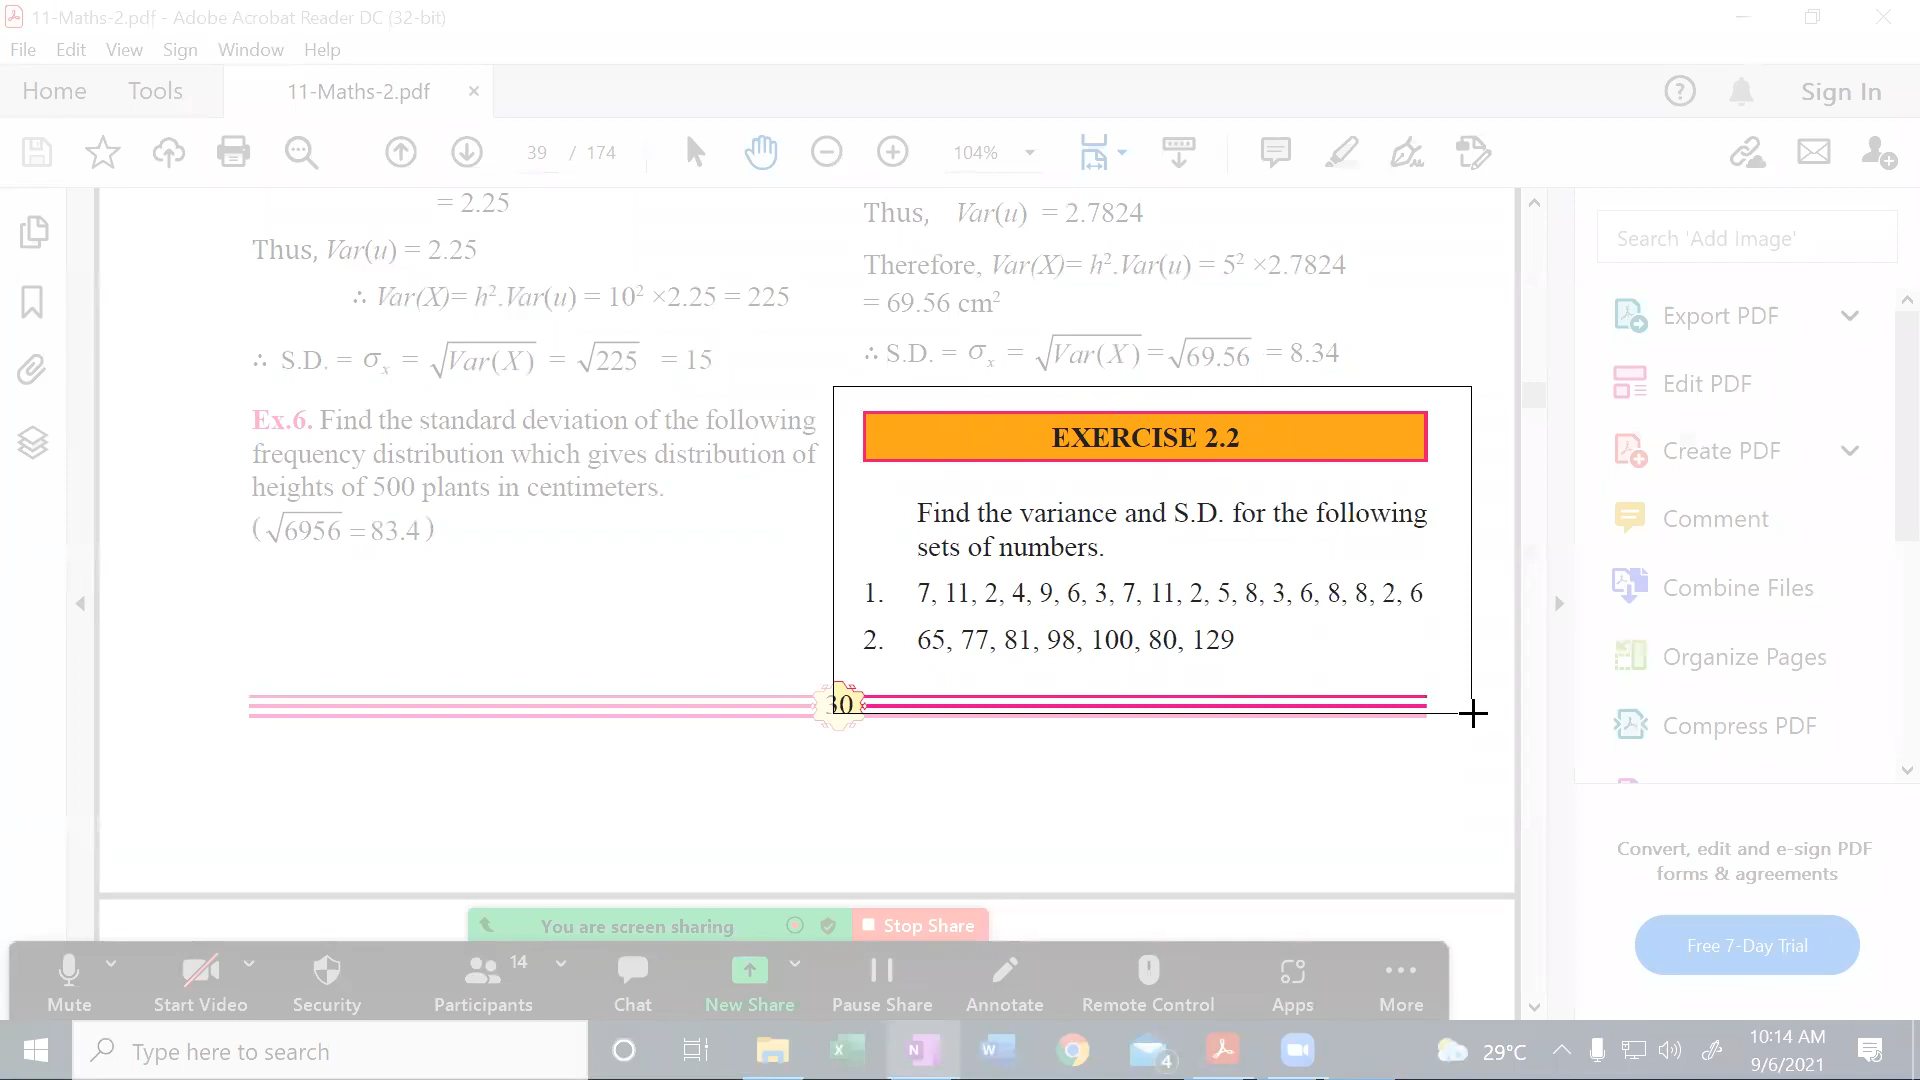 11-Maths-2.pdf - Adobe Acrobat Reader DC (32-bit)
File Edit View Sign Window Help
Home Tools 11-Maths-2.pdf × Sign In
39 / 174 104%
= 2.25
Thus, Var(u) = 2.25
∴ Var(X)= h².Var(u) = 10² ×2.25 = 225
∴ S.D. = σₓ = √Var(X) = √225 = 15
Ex.6. Find the standard deviation of the following
frequency distribution which gives distribution of
heights of 500 plants in centimeters.
(√6956 = 83.4)
Thus, Var(u) = 2.7824
Therefore, Var(X)= h².Var(u) = 5² ×2.7824
= 69.56 cm²
∴ S.D. = σₓ = √Var(X) = √69.56 = 8.34
EXERCISE 2.2
Find the variance and S.D. for the following
sets of numbers.
1. 7, 11, 2, 4, 9, 6, 3, 7, 11, 2, 5, 8, 3, 6, 8, 8, 2, 6
2. 65, 77, 81, 98, 100, 80, 129
30
Search 'Add Image'
Export PDF
Edit PDF
Create PDF
Comment
Combine Files
Organize Pages
Compress PDF
Convert, edit and e-sign PDF
forms & agreements
Free 7-Day Trial
You are screen sharing Stop Share
14
Mute Start Video Security Participants Chat New Share Pause Share Annotate Remote Control Apps More
Type here to search
4
29°C
10:14 AM
9/6/2021